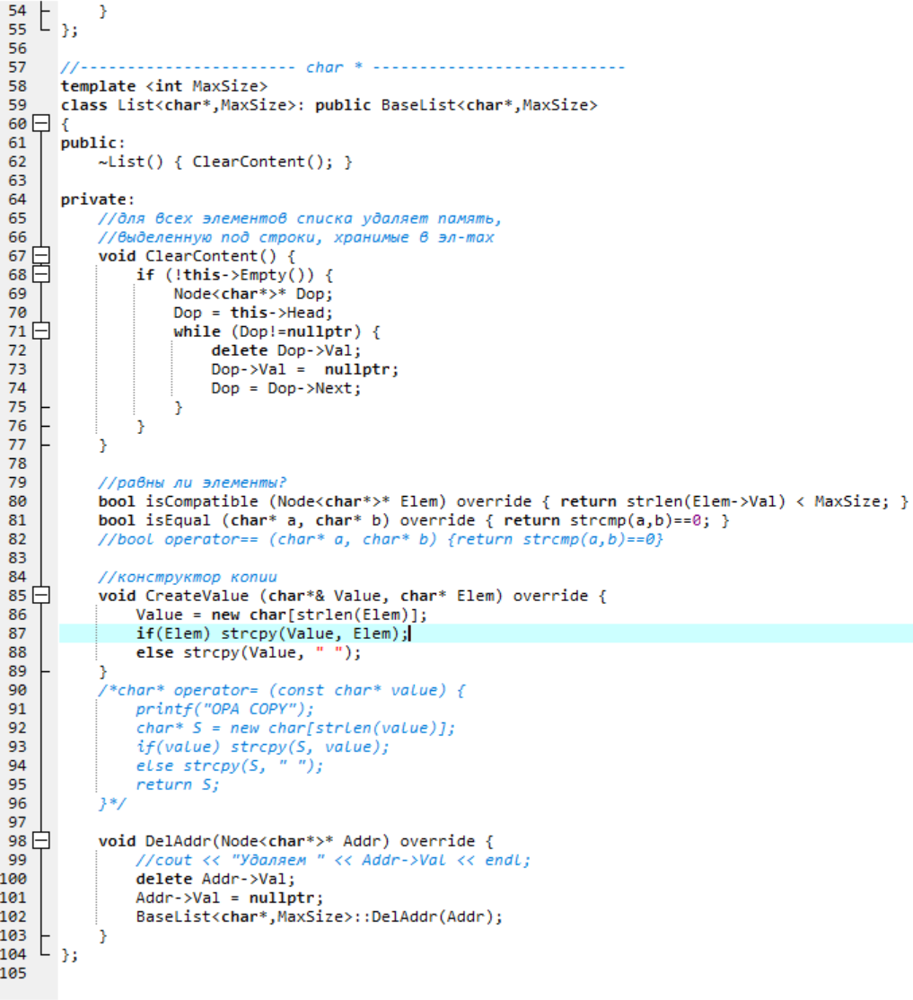 54 }
55 };
56
57 //----------------------- char * ---------------------------
58 template <int MaxSize>
59 class List<char*,MaxSize>: public BaseList<char*,MaxSize>
60 {
61 public:
62 ~List() { ClearContent(); }
63
64 private:
65 //для всех элементов списка удаляет память,
66 //выделенную под строки, хранимые в эл-тах
67 void ClearContent() {
68 if (!this->Empty()) {
69 Node<char*>* Dop;
70 Dop = this->Head;
71 while (Dop!=nullptr) {
72 delete Dop->Val;
73 Dop->Val =  nullptr;
74 Dop = Dop->Next;
75 }
76 }
77 }
78
79 //равны ли элементы?
80 bool isCompatible (Node<char*>* Elem) override { return strlen(Elem->Val) < MaxSize; }
81 bool isEqual (char* a, char* b) override { return strcmp(a,b)==0; }
82 //bool operator== (char* a, char* b) {return strcmp(a,b)==0}
83
84 //конструктор копии
85 void CreateValue (char*& Value, char* Elem) override {
86 Value = new char[strlen(Elem)];
87 if(Elem) strcpy(Value, Elem);
88 else strcpy(Value, " ");
89 }
90 /*char* operator= (const char* value) {
91 printf("OPA COPY");
92 char* S = new char[strlen(value)];
93 if(value) strcpy(S, value);
94 else strcpy(S, " ");
95 return S;
96 }*/
97
98 void DelAddr(Node<char*>* Addr) override {
99 //cout << "Удаляем " << Addr->Val << endl;
100 delete Addr->Val;
101 Addr->Val = nullptr;
102 BaseList<char*,MaxSize>::DelAddr(Addr);
103 }
104 };
105